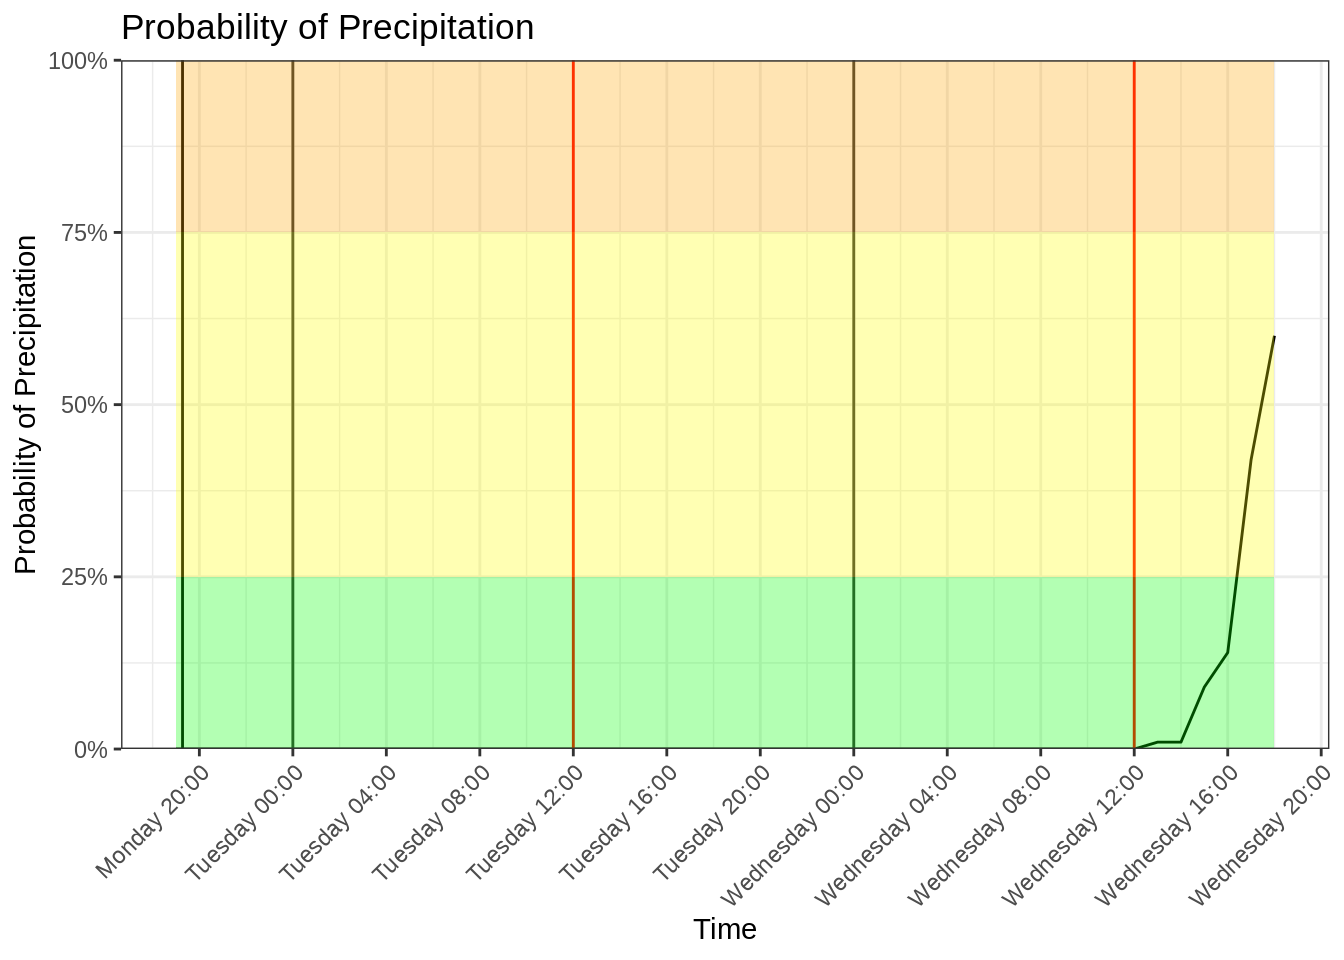 Probability of Precipitation
Probability of Precipitation
100%
75%
50%
25%
0%
Monday 20:00
Tuesday 00:00
Tuesday 04:00
Tuesday 08:00
Tuesday 12:00
Tuesday 16:00
Tuesday 20:00
Wednesday 00:00
Wednesday 04:00
Wednesday 08:00
Wednesday 12:00
Wednesday 16:00
Wednesday 20:00
Time